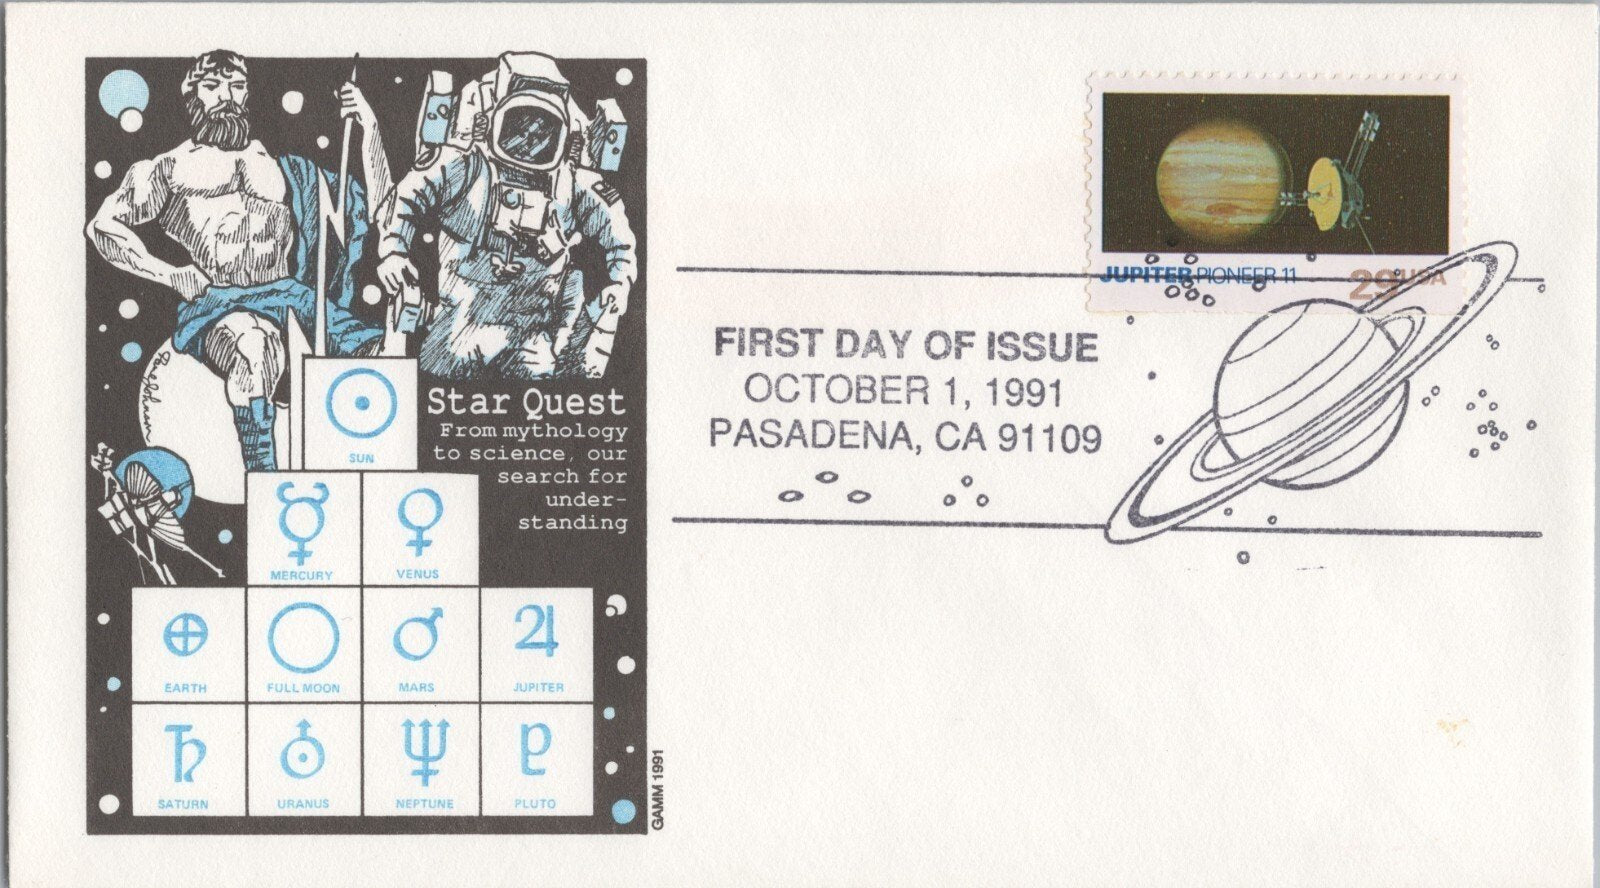 Star Quest
From mythology
to science, our
search for
under-
standing
SUN
MERCURY VENUS
EARTH FULL MOON MARS JUPITER
SATURN URANUS NEPTUNE PLUTO
GAMM 1991
JUPITER PIONEER 11 29 USA
FIRST DAY OF ISSUE
OCTOBER 1, 1991
PASADENA, CA 91109